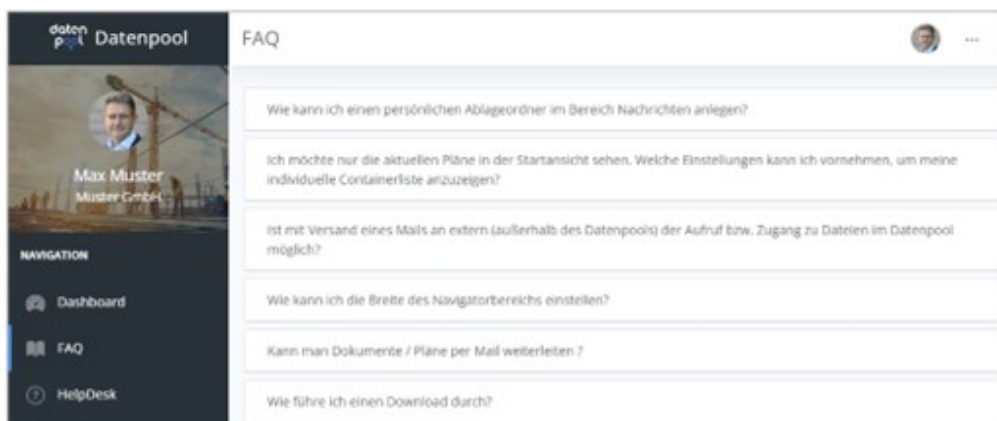 daten
pool
Datenpool
FAQ
...
Max Muster
Muster GmbH
NAVIGATION
Dashboard
FAQ
HelpDesk
Wie kann ich einen persönlichen Ablageordner im Bereich Nachrichten anlegen?
Ich möchte nur die aktuellen Pläne in der Startansicht sehen. Welche Einstellungen kann ich vornehmen, um meine
individuelle Containerliste anzuzeigen?
Ist mit Versand eines Mails an extern (außerhalb des Datenpools) der Aufruf bzw. Zugang zu Dateien im Datenpool
möglich?
Wie kann ich die Breite des Navigatorbereichs einstellen?
Kann man Dokumente / Pläne per Mail weiterleiten ?
Wie führe ich einen Download durch?